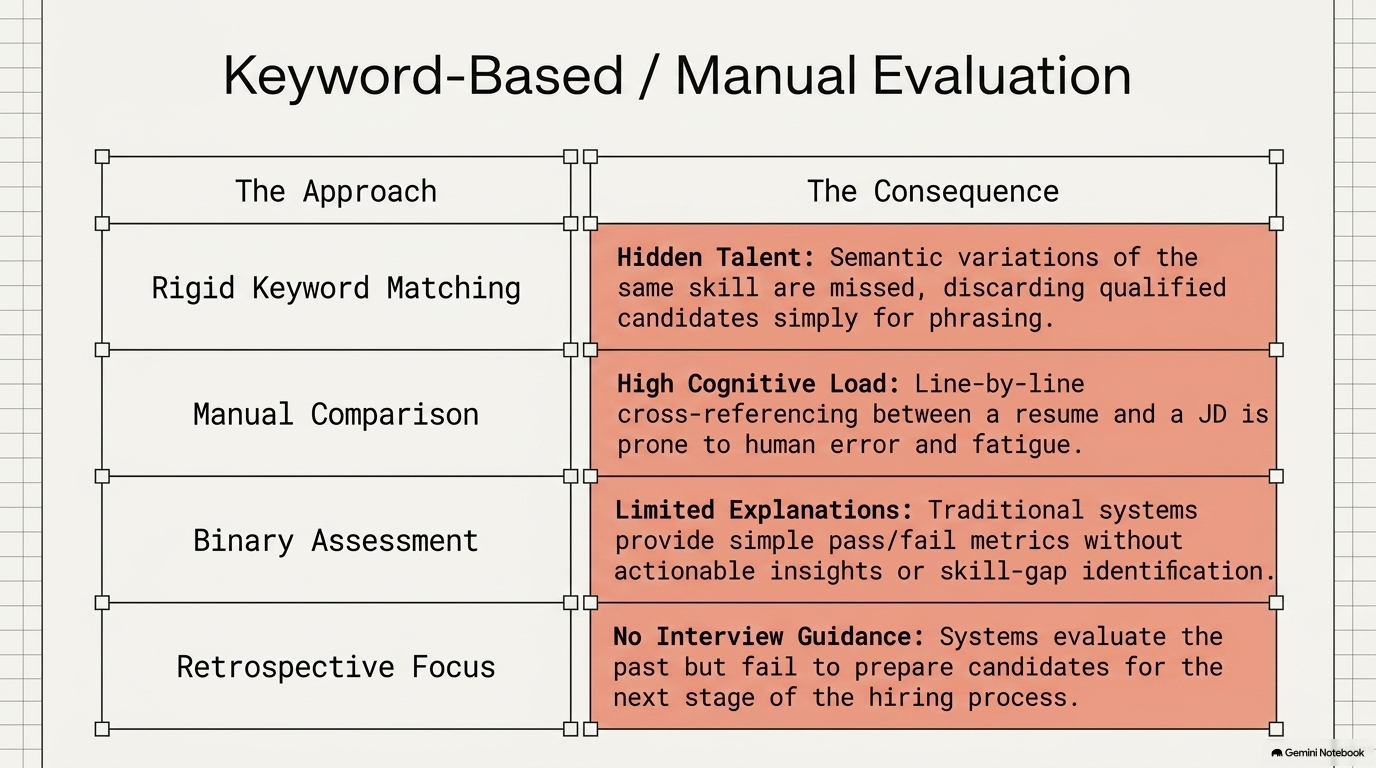 Keyword-Based / Manual Evaluation
The Approach
The Consequence
Rigid Keyword Matching
Hidden Talent: Semantic variations of the
same skill are missed, discarding qualified
candidates simply for phrasing.
Manual Comparison
High Cognitive Load: Line-by-line
cross-referencing between a resume and a JD is
prone to human error and fatigue.
Binary Assessment
Limited Explanations: Traditional systems
provide simple pass/fail metrics without
actionable insights or skill-gap identification.
Retrospective Focus
No Interview Guidance: Systems evaluate the
past but fail to prepare candidates for the
next stage of the hiring process.
Gemini Notebook